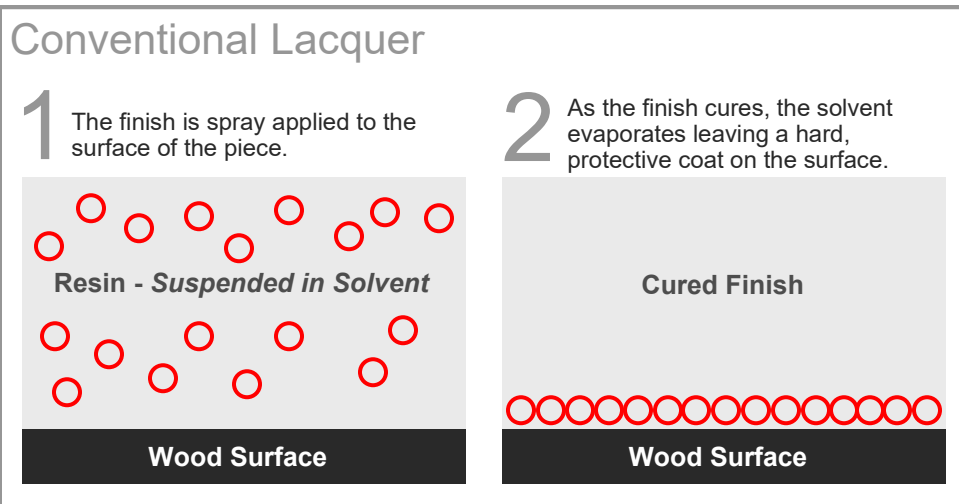 Conventional Lacquer
1
The finish is spray applied to the
surface of the piece.
Resin - Suspended in Solvent
Wood Surface
2
As the finish cures, the solvent
evaporates leaving a hard,
protective coat on the surface.
Cured Finish
Wood Surface